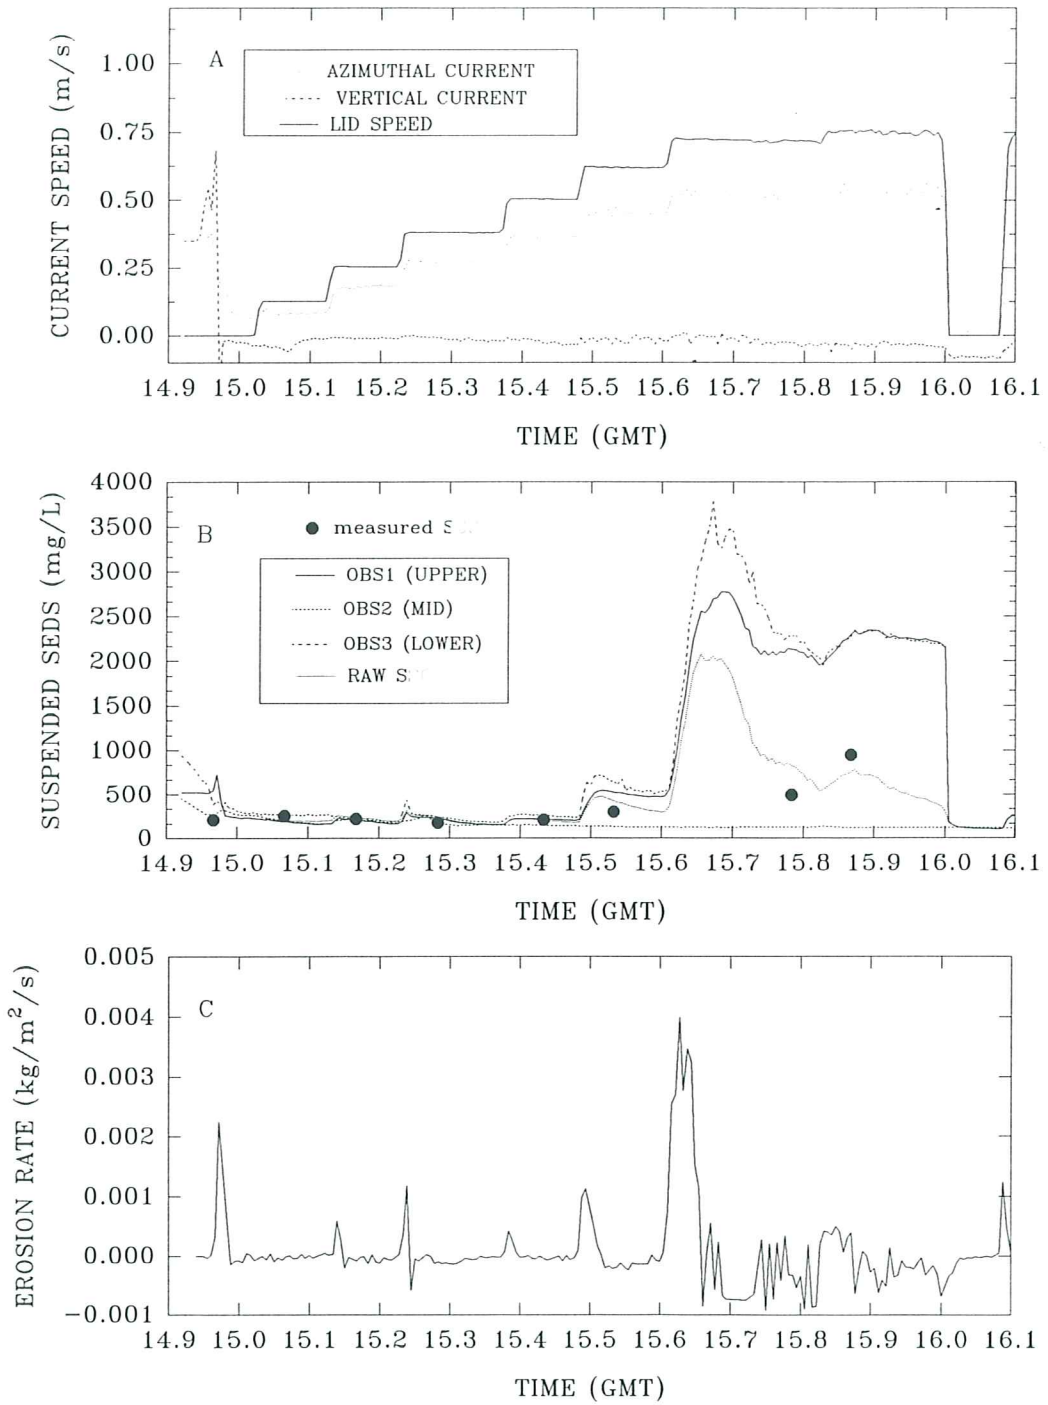 A
AZIMUTHAL CURRENT
VERTICAL CURRENT
LID SPEED
CURRENT SPEED (m/s)
1.00
0.75
0.50
0.25
0.00
14.9 15.0 15.1 15.2 15.3 15.4 15.5 15.6 15.7 15.8 15.9 16.0 16.1
TIME (GMT)
B
measured S
OBS1 (UPPER)
OBS2 (MID)
OBS3 (LOWER)
RAW S
SUSPENDED SEDS (mg/L)
4000
3500
3000
2500
2000
1500
1000
500
0
14.9 15.0 15.1 15.2 15.3 15.4 15.5 15.6 15.7 15.8 15.9 16.0 16.1
TIME (GMT)
C
EROSION RATE (kg/m²/s)
0.005
0.004
0.003
0.002
0.001
0.000
−0.001
14.9 15.0 15.1 15.2 15.3 15.4 15.5 15.6 15.7 15.8 15.9 16.0 16.1
TIME (GMT)